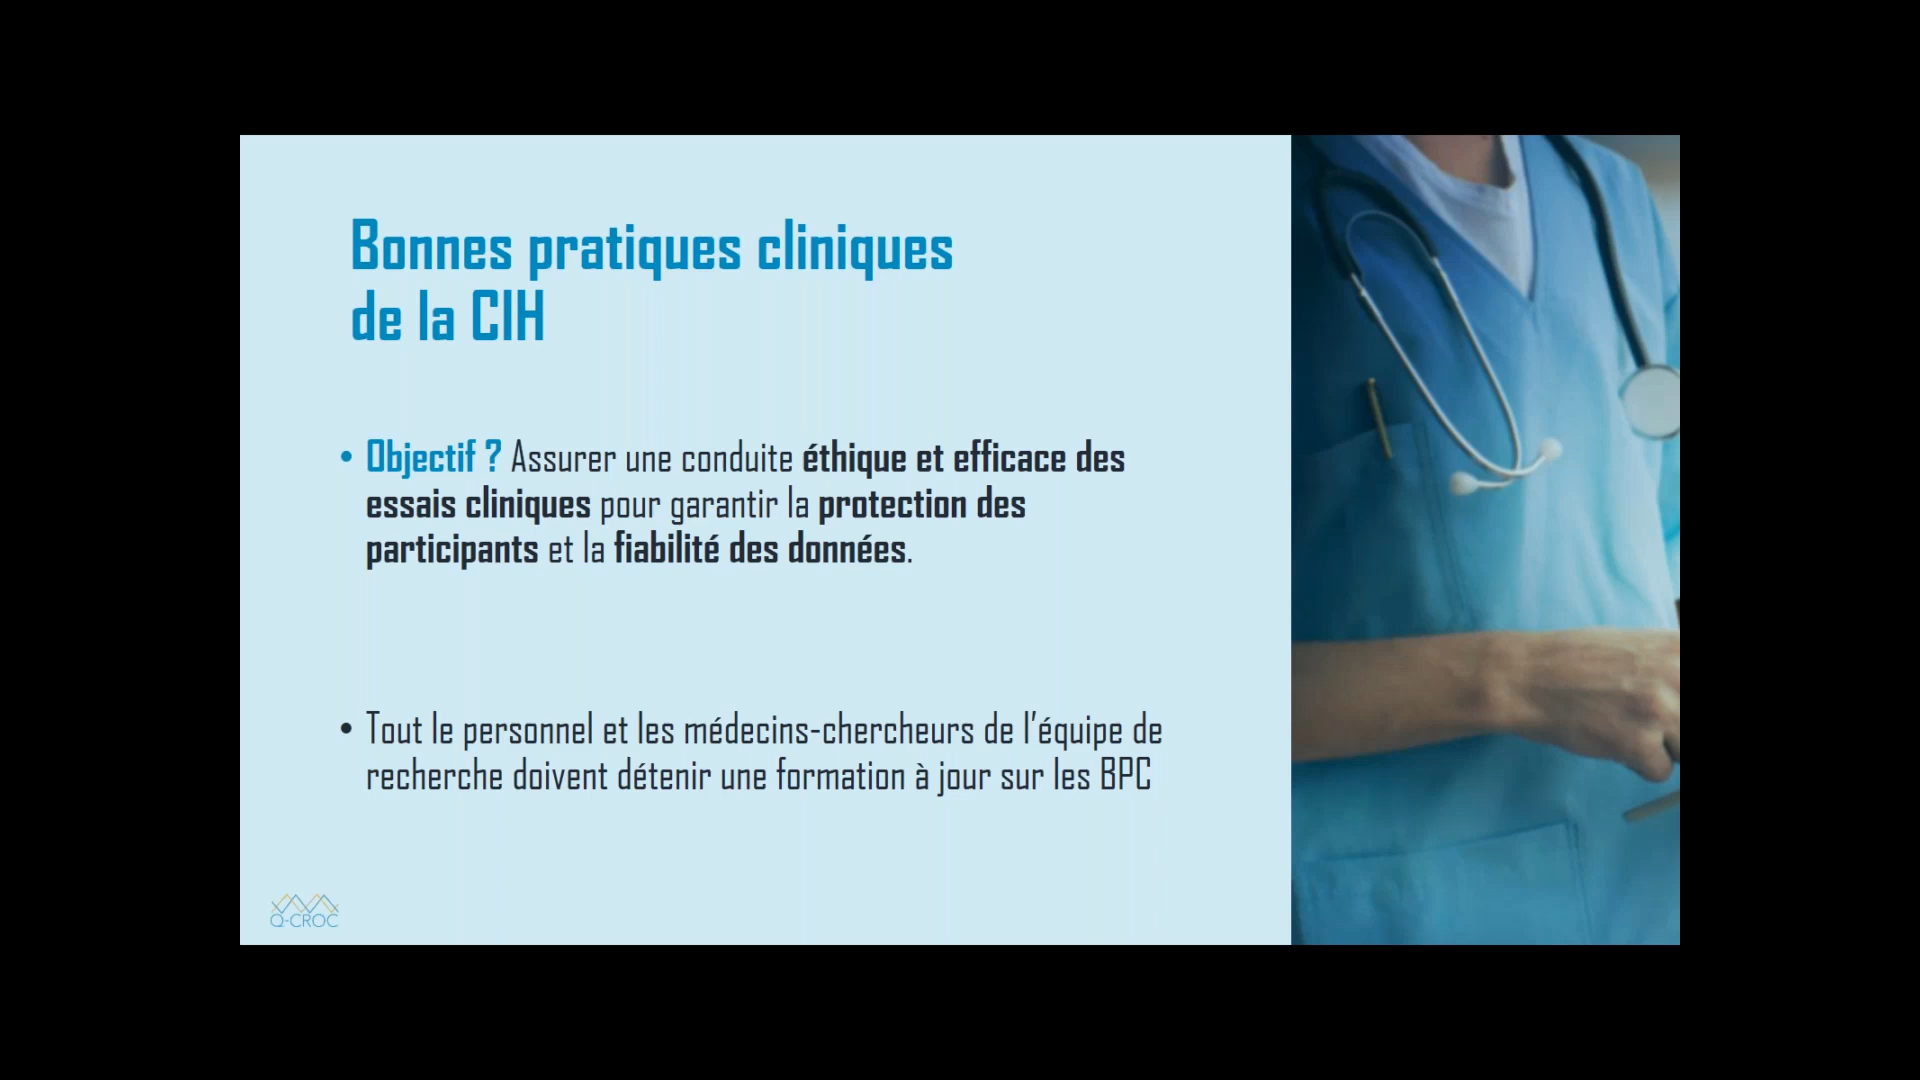 Bonnes pratiques cliniques
de la CIH
• Objectif ? Assurer une conduite éthique et efficace des
essais cliniques pour garantir la protection des
participants et la fiabilité des données.
• Tout le personnel et les médecins-chercheurs de l'équipe de
recherche doivent détenir une formation à jour sur les BPC
Q-CROC